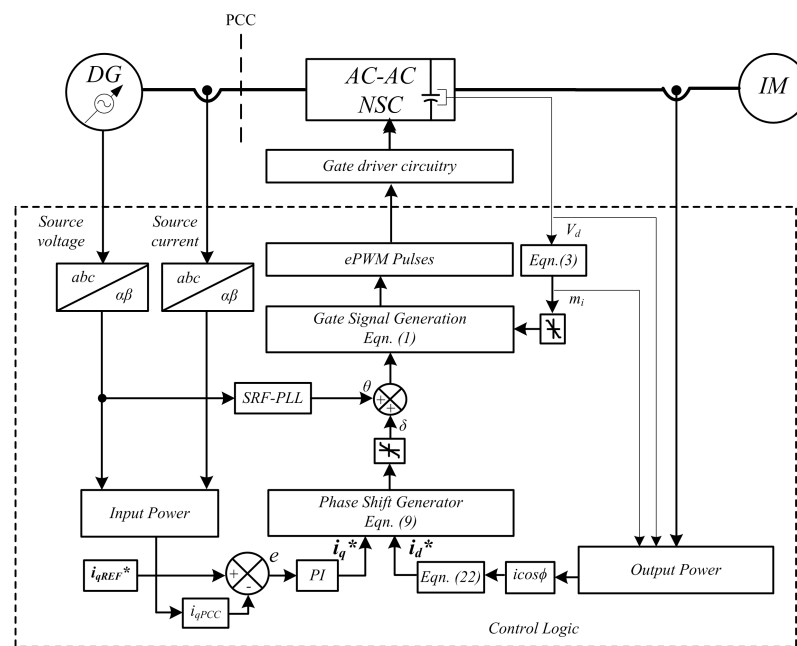 PCC
DG
AC-AC
NSC
IM
Gate driver circuitry
Source
voltage
Source
current
V_d
abc
αβ
abc
αβ
ePWM Pulses
Eqn.(3)
m_i
Gate Signal Generation
Eqn. (1)
SRF-PLL
θ
+
+
δ
Input Power
Phase Shift Generator
Eqn. (9)
i_q*
i_d*
i_qREF*
+
-
e
PI
Eqn. (22)
icosϕ
Output Power
i_qPCC
Control Logic